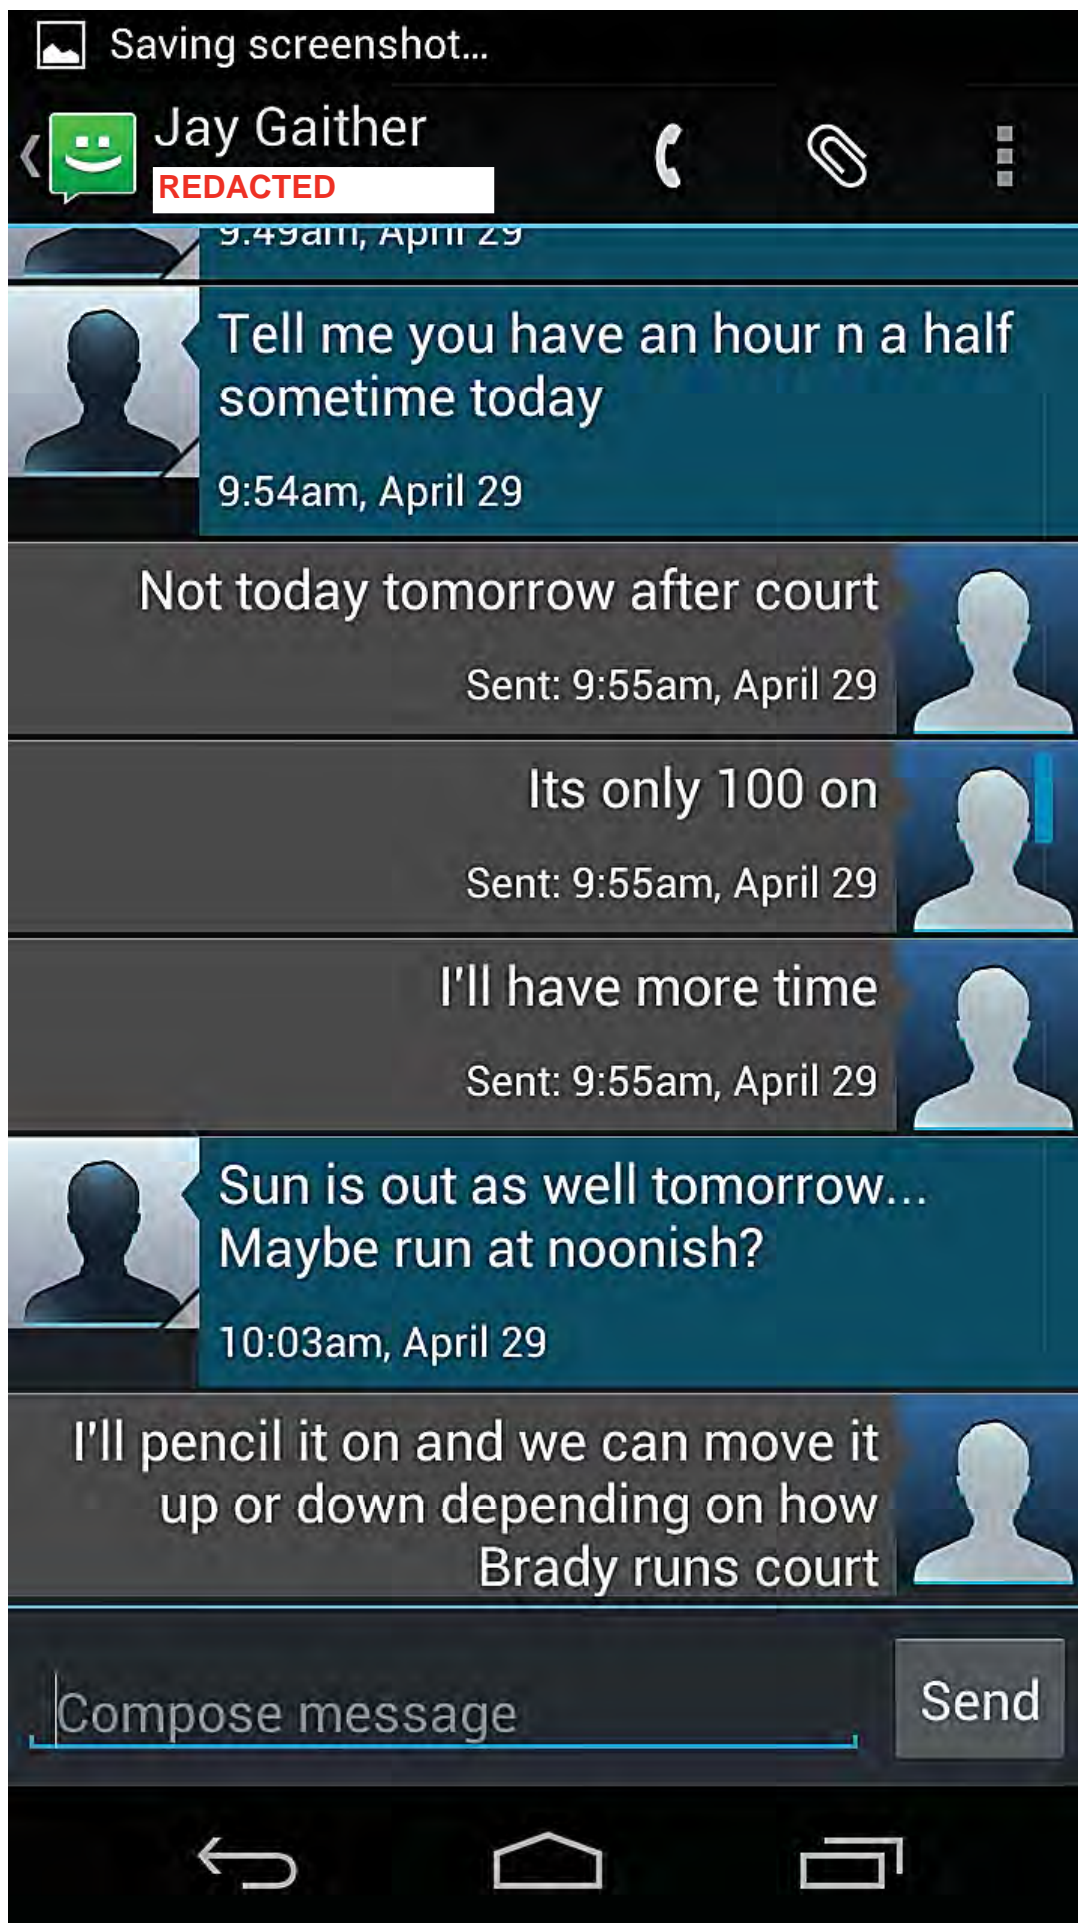 Saving screenshot...
Jay Gaither
REDACTED
9:49am, April 29
Tell me you have an hour n a half
sometime today
9:54am, April 29
Not today tomorrow after court
Sent: 9:55am, April 29
Its only 100 on
Sent: 9:55am, April 29
I'll have more time
Sent: 9:55am, April 29
Sun is out as well tomorrow...
Maybe run at noonish?
10:03am, April 29
I'll pencil it on and we can move it
up or down depending on how
Brady runs court
Compose message
Send